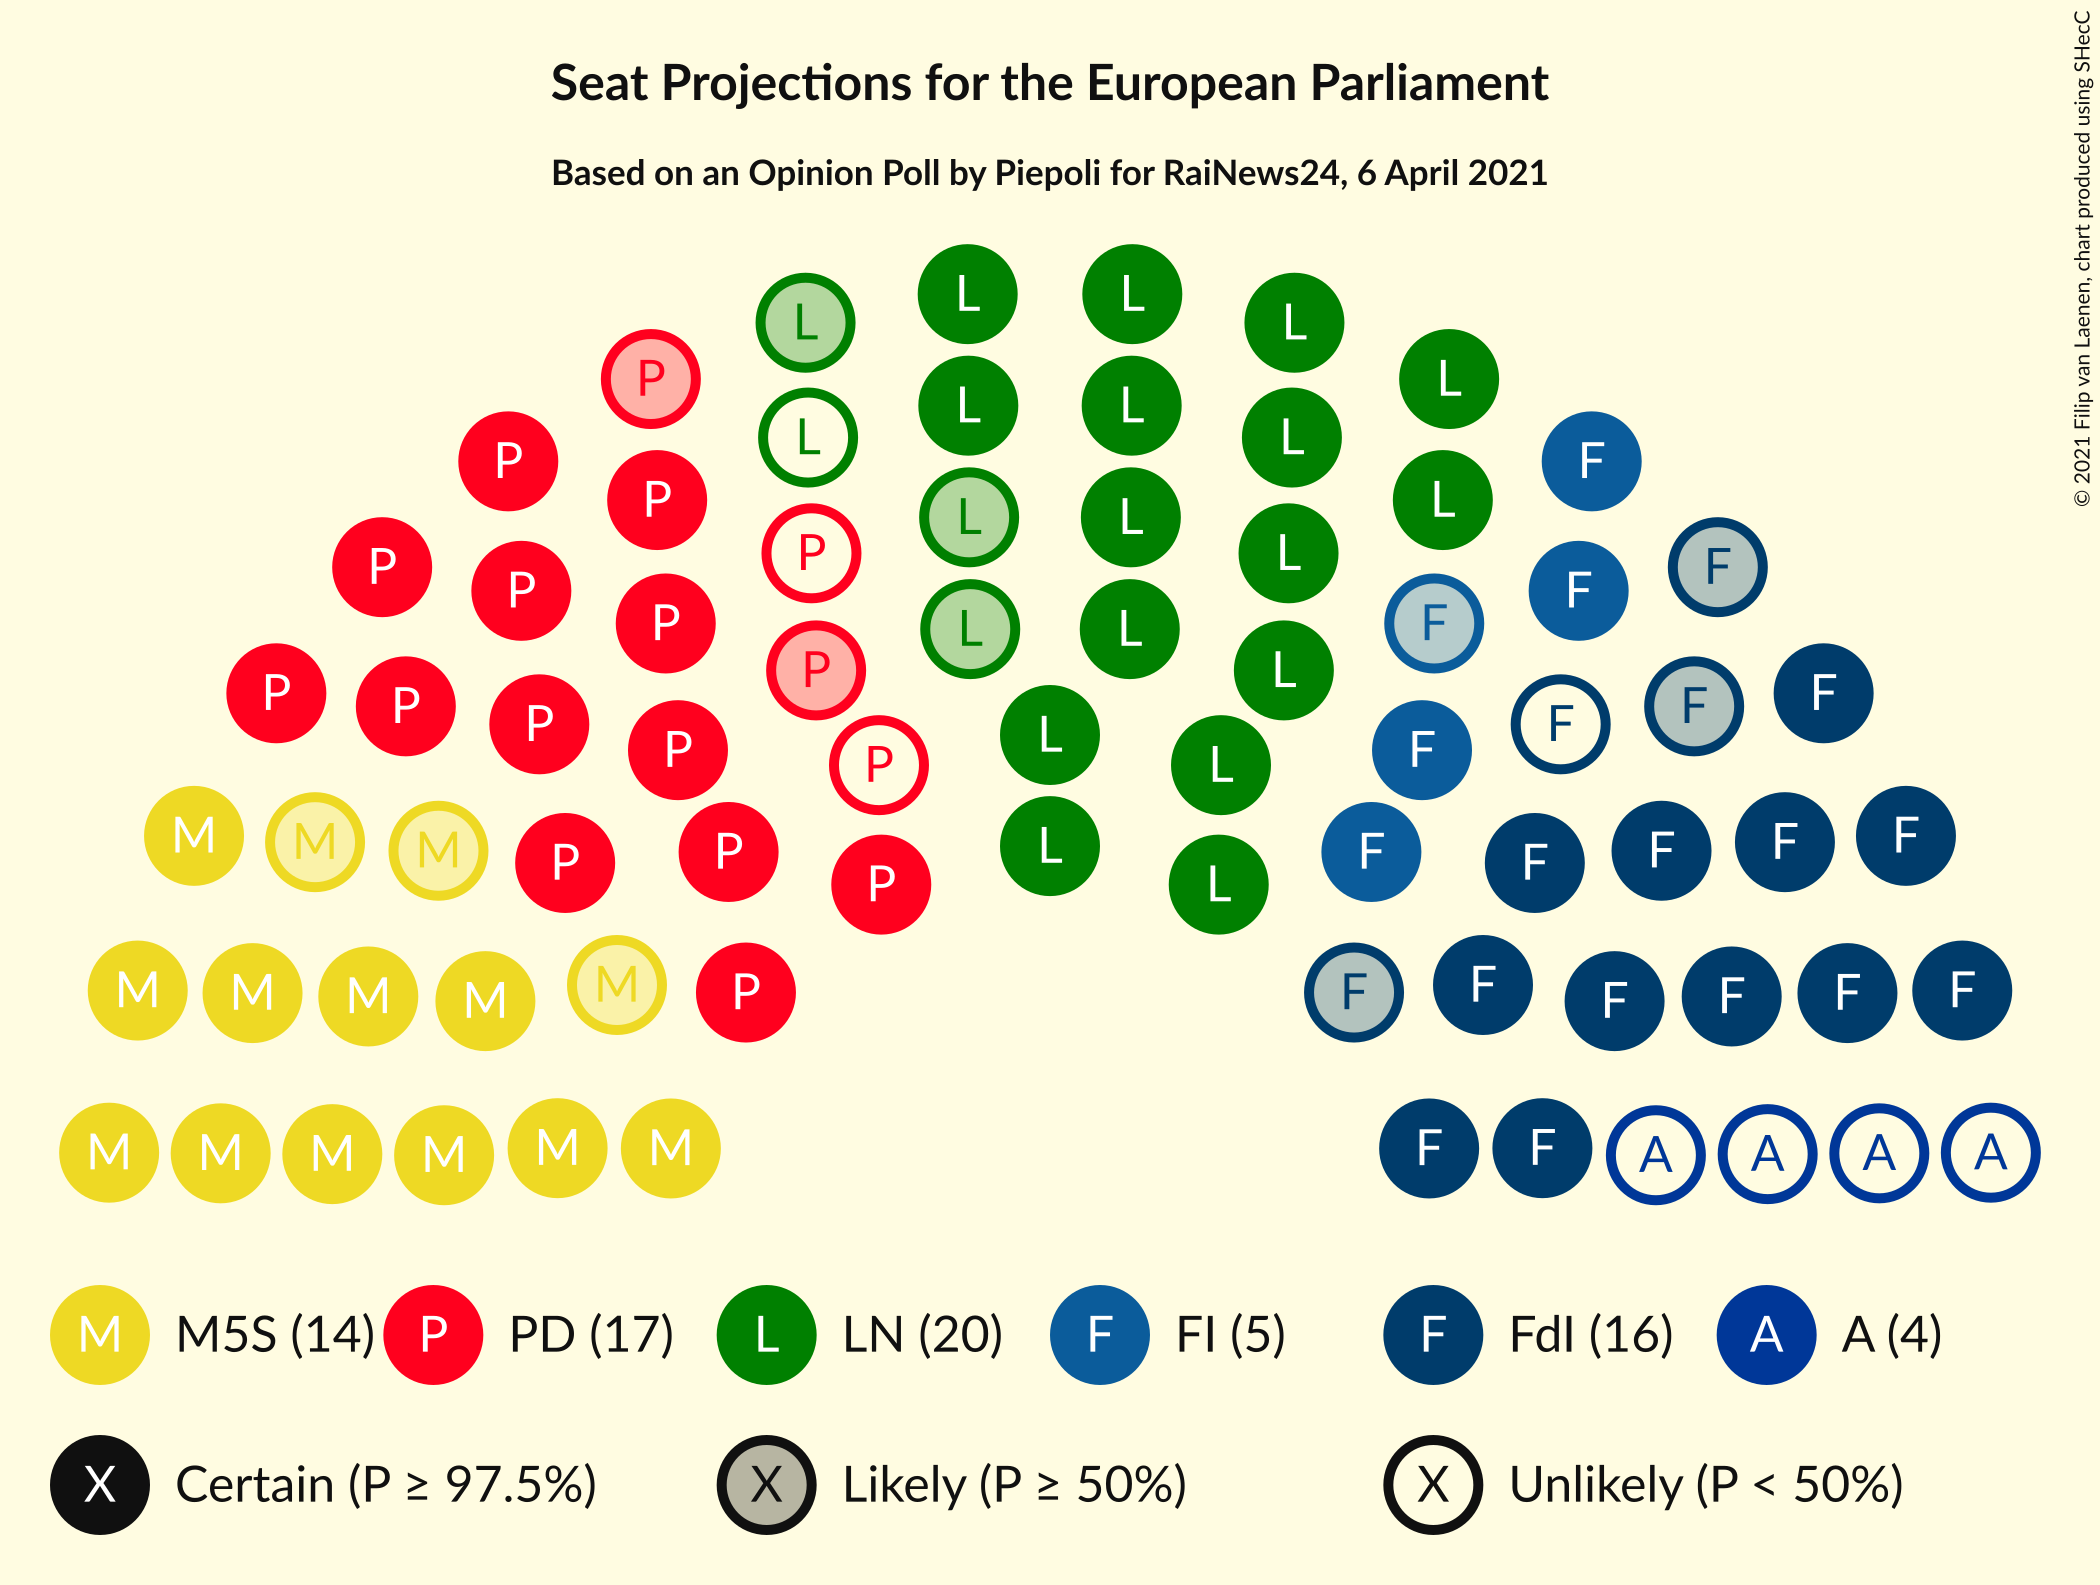 Seat Projections for the European Parliament
Based on an Opinion Poll by Piepoli for RaiNews24, 6 April 2021
© 2021 Filip van Laenen, chart produced using SHecC
L L
L L
P L
L L
L L
P F
L L
P L
L L
P L L
P F
P F
P L
P F
P L L
P L
P F F
P F
P P F F
P L
P P F F
L
P L
M F
M F
M F
L
P F
P F
P L
M F
M F
M F
M F
M F
M F
P F
M F
M A
M A
M A
M A
M F
M F
M M5S (14) P PD (17) L LN (20) F FI (5) F FdI (16) A A (4)
X Certain (P ≥ 97.5%) X Likely (P ≥ 50%) X Unlikely (P < 50%)